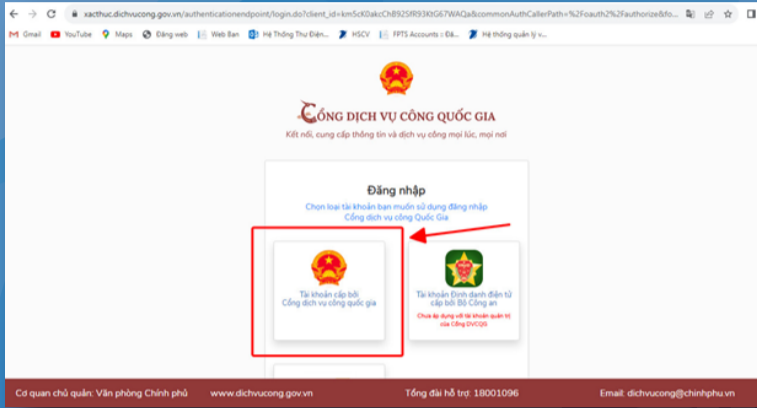 xacthuc.dichvucong.gov.vn/authenticationendpoint/login.do?client_id=km5cKDakcChB92SfR93KtG67WAQa&commonAuthCallerPath=%2Foauth2%2Fauthorize&fo...
Gmail YouTube Maps Đăng web Web Ban Hệ Thống Thư Điện... HSCV FPTS Accounts :: Đă... Hệ thống quản lý v...
CỔNG DỊCH VỤ CÔNG QUỐC GIA
Kết nối, cung cấp thông tin và dịch vụ công mọi lúc, mọi nơi
Đăng nhập
Chọn loại tài khoản bạn muốn sử dụng đăng nhập
Cổng dịch vụ công Quốc Gia
Tài khoản cấp bởi
Cổng dịch vụ công quốc gia
Tài khoản Định danh điện tử
cấp bởi Bộ Công an
Chưa áp dụng với tài khoản quản trị
của Cổng DVCQG
Cơ quan chủ quản: Văn phòng Chính phủ www.dichvucong.gov.vn Tổng đài hỗ trợ: 18001096 Email: dichvucong@chinhphu.vn